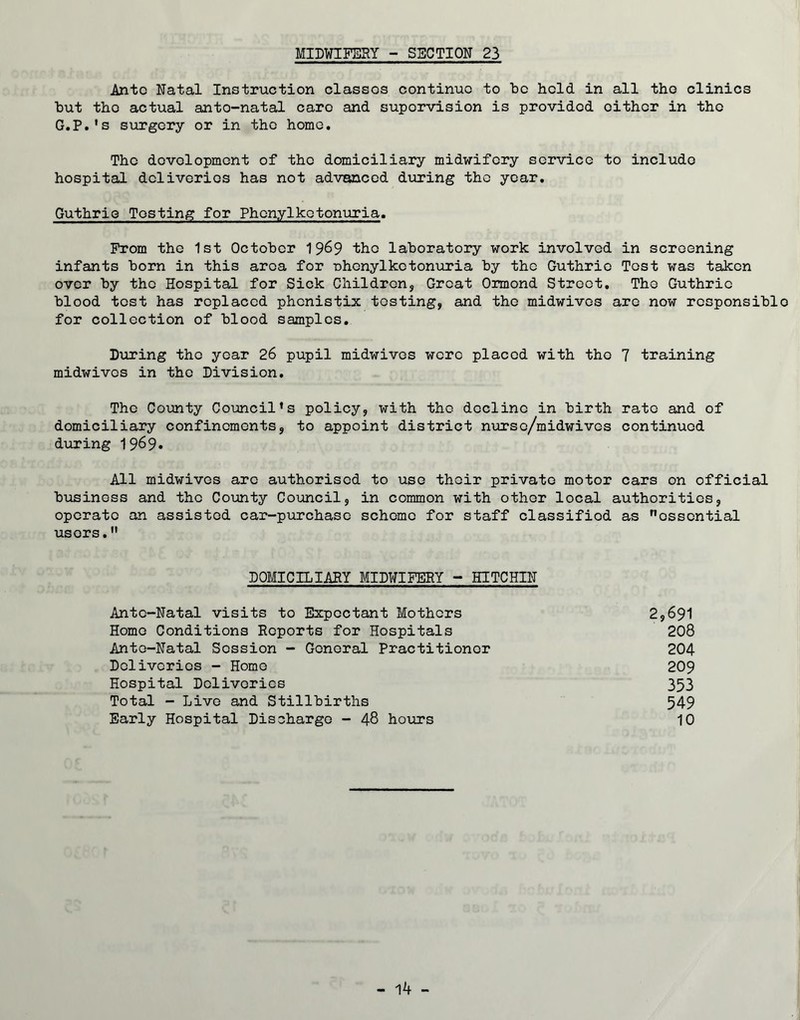 MIDWIFERY - SECTION 23
Ante Natal Instruction classes continue to be held in all the clinics
but the actual ante-natal care and supervision is provided either in the
G.P.'s surgery or in the home.
The development of the domiciliary midwifery service to include
hospital deliveries has not advanced during the year.
Guthrie Testing for Phenylketonuria.
From the 1st October 1969 the laboratory work involved in screening
infants born in this area for phenylketonuria by the Guthrie Test was taken
over by the Hospital for Sick Children, Great Ormond Street. The Guthrie
blood test has replaced phenistix testing, and the midwives are now responsible
for collection of blood samples.
During the year 26 pupil midwives were placed with the 7 training
midwives in the Division.
The County Council's policy, with the decline in birth rate and of
domiciliary confinements, to appoint district nurse/midwives continued
during 1969.
All midwives are authorised to use their private motor cars on official
business and the County Council, in common with other local authorities,
operate an assisted car-purchase scheme for staff classified as "essential
users."
DOMICILIARY MIDWIFERY - HITCHIN
Ante-Natal visits to Expectant Mothers 2,691
Home Conditions Reports for Hospitals 208
Ante-Natal Session - General Practitioner 204
Deliveries - Home 209
Hospital Deliveries 353
Total - Live and Stillbirths 549
Early Hospital Discharge - 48 hours 10
- 14 -